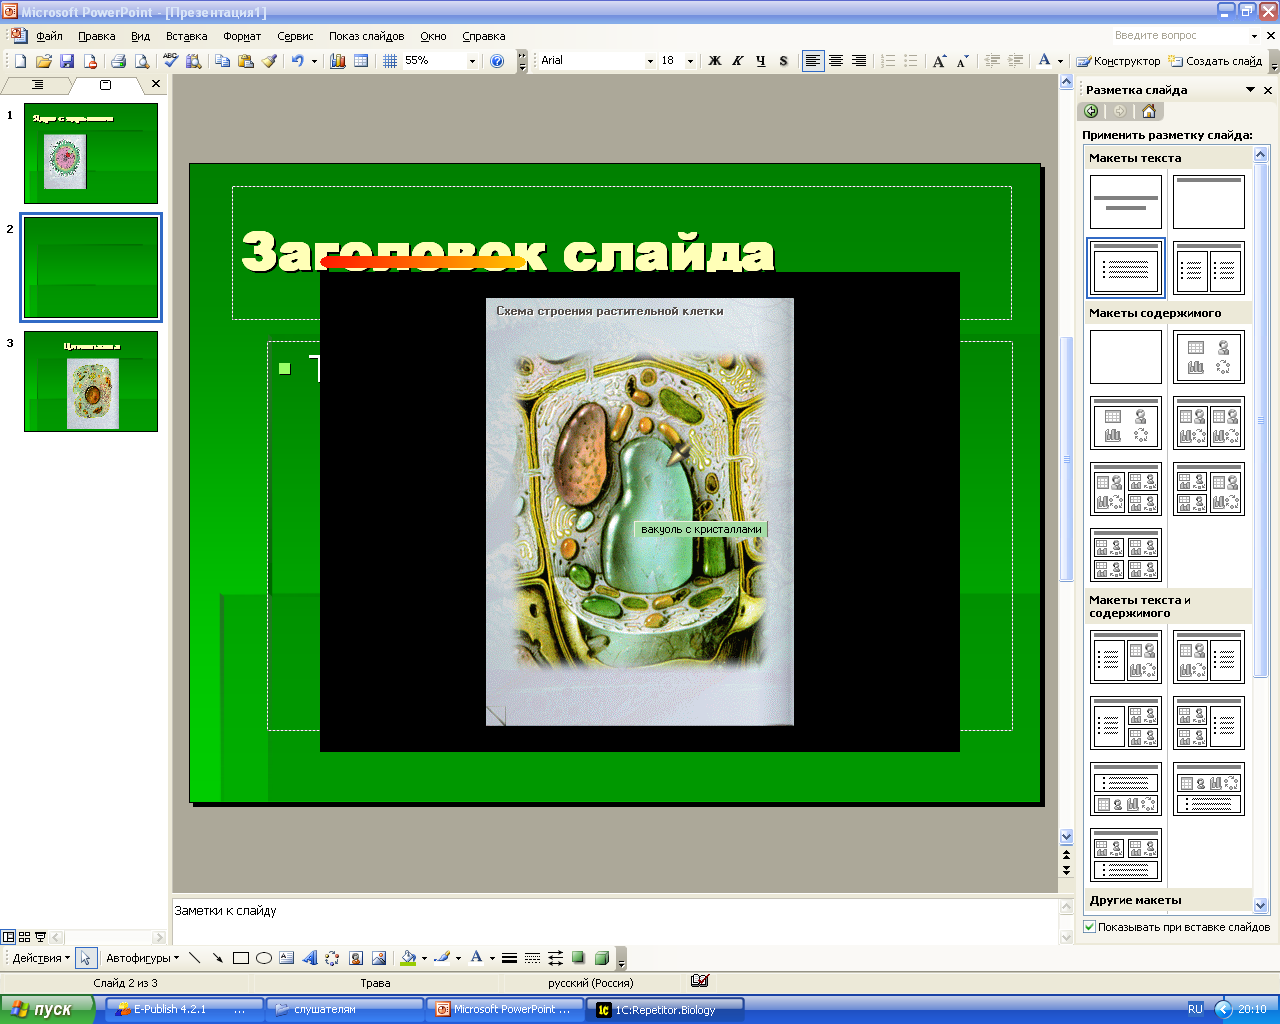 Microsoft PowerPoint - [Презентация1]
Файл Правка Вид Вставка Формат Сервис Показ слайдов Окно Справка
Введите вопрос
55% Arial 18 Ж К Ч S Конструктор Создать слайд
Разметка слайда
Применить разметку слайда:
Макеты текста
Макеты содержимого
Макеты текста и
содержимого
Другие макеты
Показывать при вставке слайдов
1
2
3
Заголовок слайда
Схема строения растительной клетки
вакуоль с кристаллами
Заметки к слайду
Действия Автофигуры
Слайд 2 из 3 Трава русский (Россия)
пуск E-Publish 4.2.1 ... слушателям Microsoft PowerPoint ... 1C:Repetitor.Biology RU 20:10